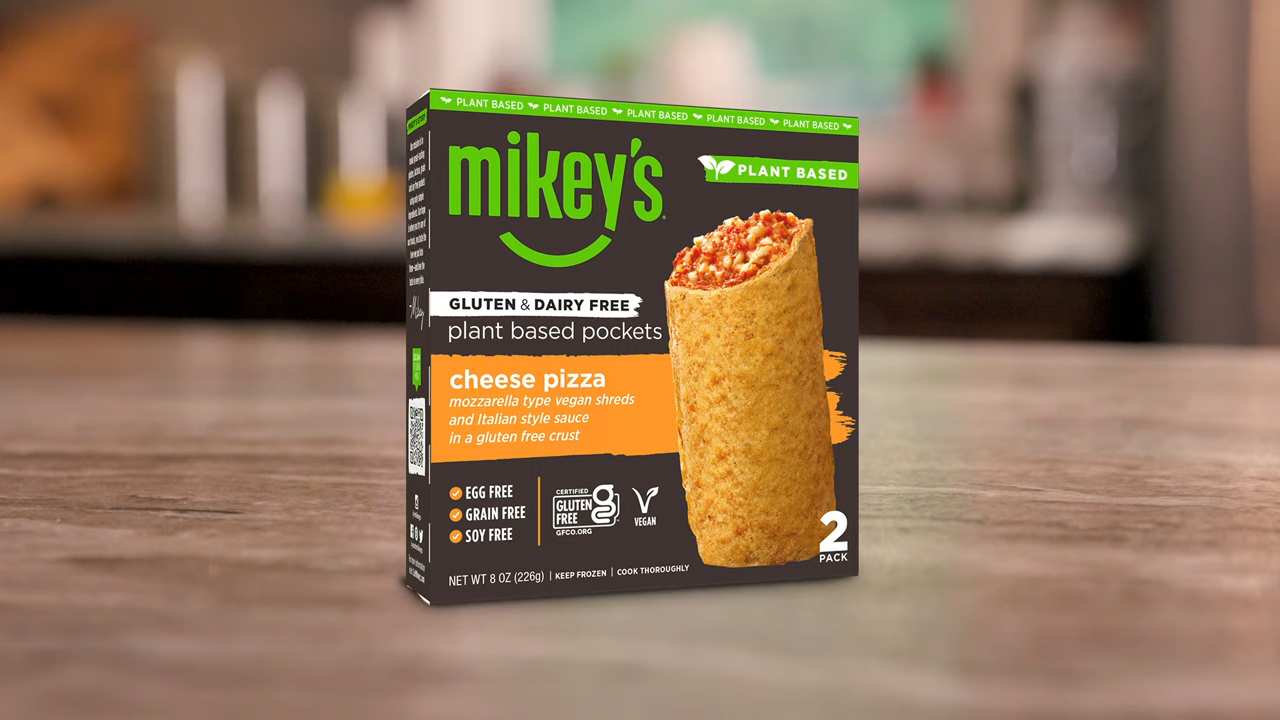 PLANT BASED PLANT BASED PLANT BASED PLANT BASED PLANT BASED
mikey's
PLANT BASED
GLUTEN & DAIRY FREE
plant based pockets
cheese pizza
mozzarella type vegan shreds
and Italian style sauce
in a gluten free crust
EGG FREE
GRAIN FREE
SOY FREE
CERTIFIED
GLUTEN
FREE
GFCO.ORG
VEGAN
2
PACK
NET WT 8 OZ (226g) | KEEP FROZEN | COOK THOROUGHLY